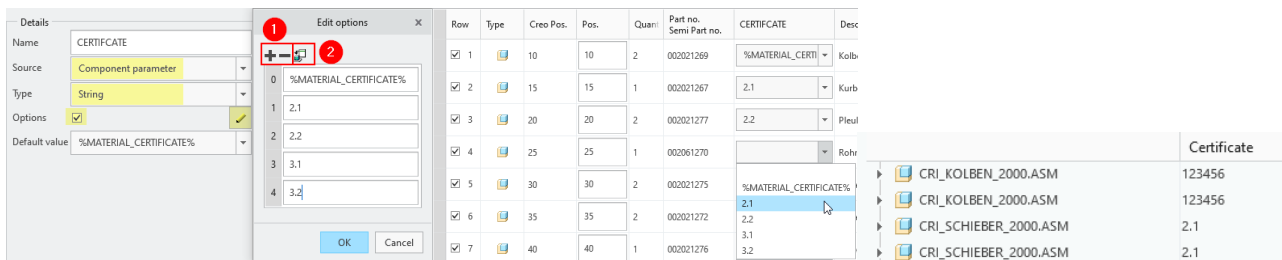 Details
Name CERTIFCATE
Source Component parameter
Type String
Options
Default value %MATERIAL_CERTIFICATE%
1
Edit options ×
2
0 %MATERIAL_CERTIFICATE%
1 2.1
2 2.2
3 3.1
4 3.2
OK Cancel
Row Type Creo Pos. Pos. Quant Part no. CERTIFCATE Desc
Semi Part no.
1 10 10 2 002021269 %MATERIAL_CERTI Kolb
2 15 15 1 002021267 2.1 Kurb
3 20 20 2 002021277 2.2 Pleul
4 25 25 1 002061270 Rohr
5 30 30 2 002021275
6 35 35 2 002021272
7 40 40 1 002021276
%MATERIAL_CERTIFICATE%
2.1
2.2
3.1
3.2
Certificate
CRI_KOLBEN_2000.ASM 123456
CRI_KOLBEN_2000.ASM 123456
CRI_SCHIEBER_2000.ASM 2.1
CRI_SCHIEBER_2000.ASM 2.1